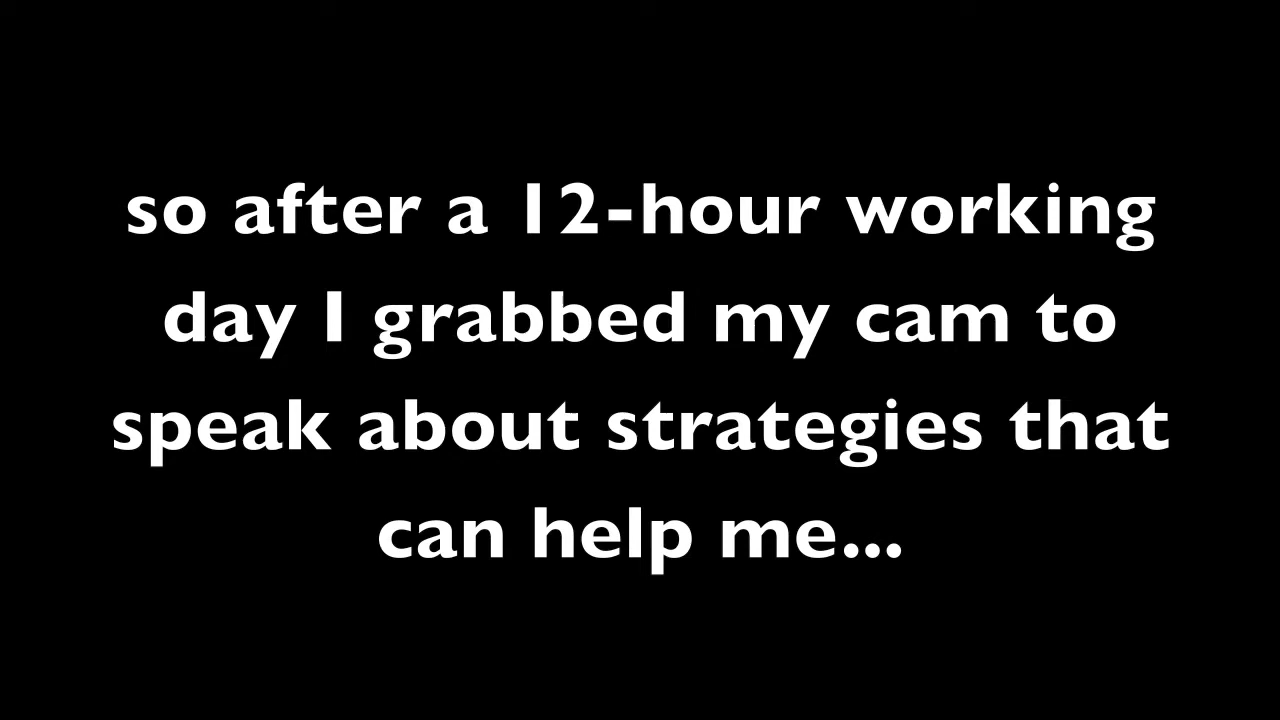 so after a 12-hour working
day I grabbed my cam to
speak about strategies that
can help me...